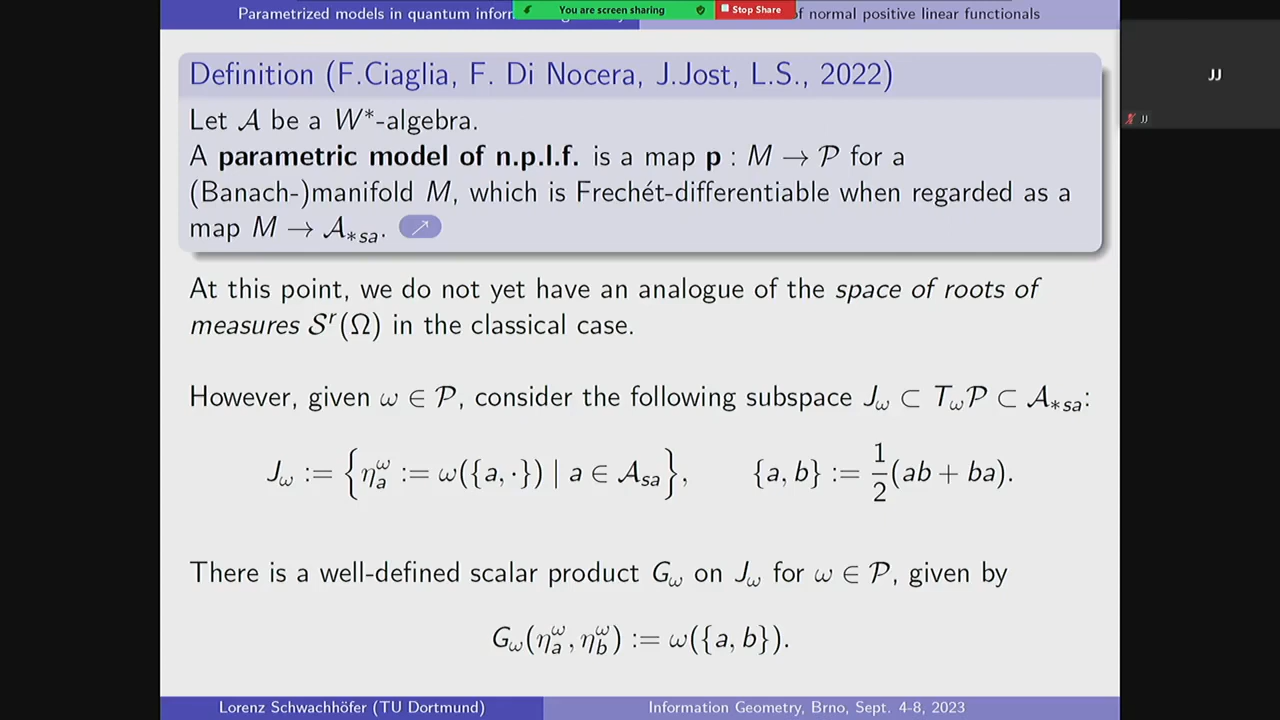 Parametrized models in quantum infor
You are screen sharing
Stop Share
of normal positive linear functionals
JJ
JJ
Definition (F.Ciaglia, F. Di Nocera, J.Jost, L.S., 2022)
Let 𝒜 be a W*-algebra.
A parametric model of n.p.l.f. is a map p : M → 𝒫 for a
(Banach-)manifold M, which is Frechét-differentiable when regarded as a
map M → 𝒜_{*sa}. ↗
At this point, we do not yet have an analogue of the space of roots of
measures 𝒮^r(Ω) in the classical case.
However, given ω ∈ 𝒫, consider the following subspace J_ω ⊂ T_ω𝒫 ⊂ 𝒜_{*sa}:
J_ω := {η_a^ω := ω({a, ·}) | a ∈ 𝒜_{sa}}, {a, b} := 1/2(ab + ba).
There is a well-defined scalar product G_ω on J_ω for ω ∈ 𝒫, given by
G_ω(η_a^ω, η_b^ω) := ω({a, b}).
Lorenz Schwachhöfer (TU Dortmund)
Information Geometry, Brno, Sept. 4-8, 2023